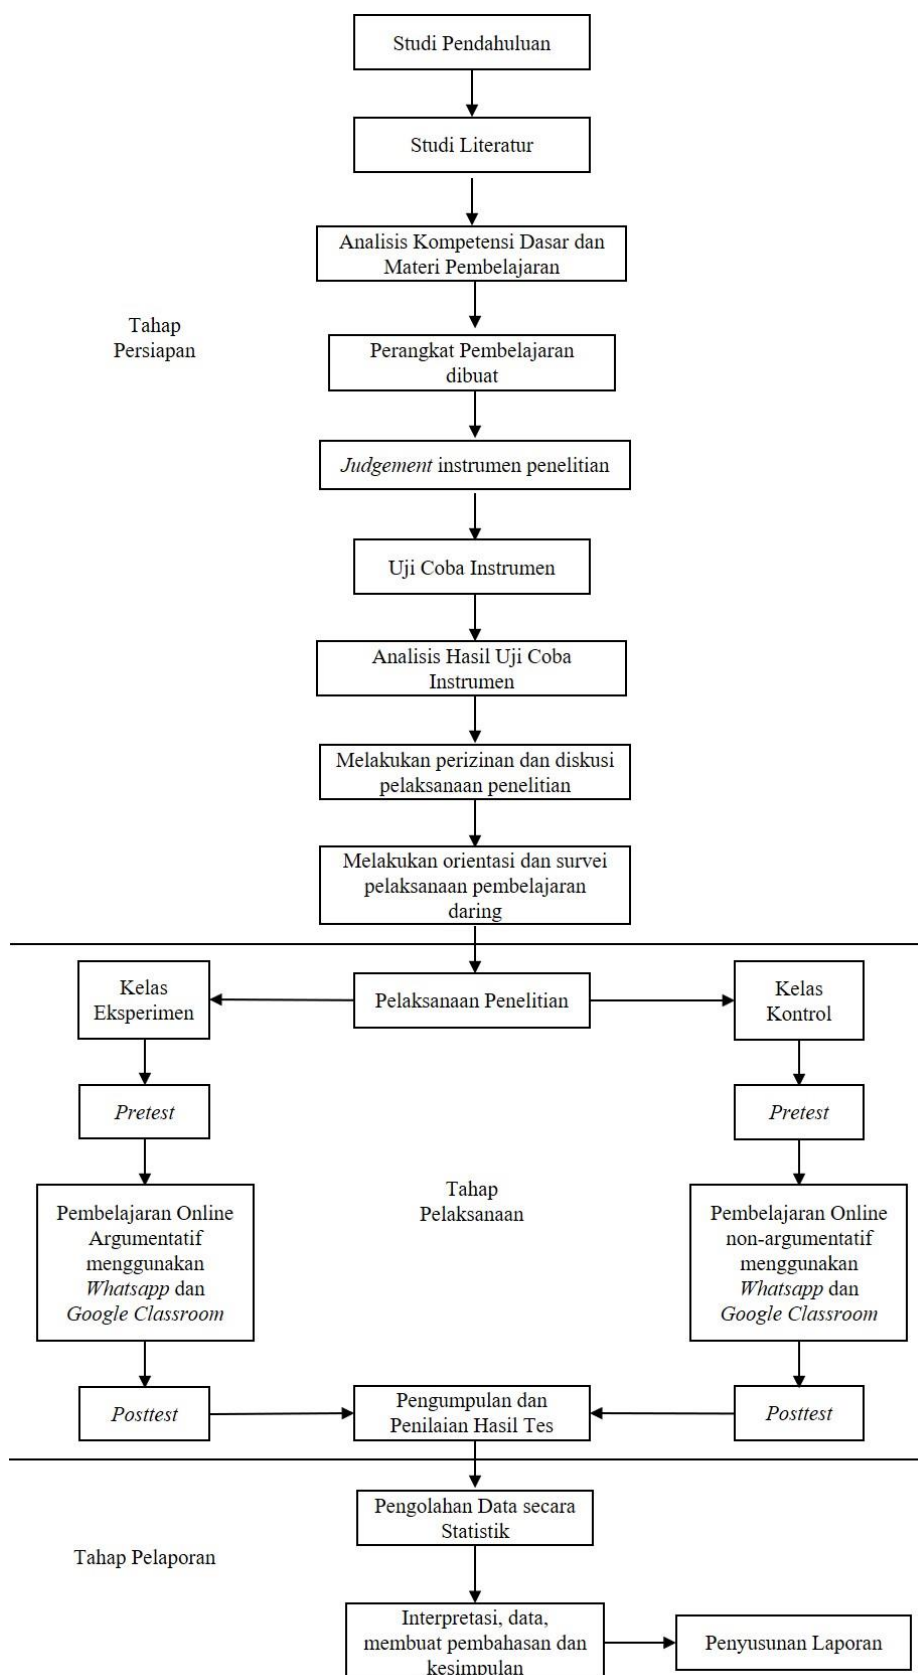 Studi Pendahuluan
Studi Literatur
Analisis Kompetensi Dasar dan
Materi Pembelajaran
Tahap
Persiapan
Perangkat Pembelajaran
dibuat
Judgement instrumen penelitian
Uji Coba Instrumen
Analisis Hasil Uji Coba
Instrumen
Melakukan perizinan dan diskusi
pelaksanaan penelitian
Melakukan orientasi dan survei
pelaksanaan pembelajaran
daring
Kelas
Eksperimen
Pelaksanaan Penelitian
Kelas
Kontrol
Pretest
Pretest
Pembelajaran Online
Argumentatif
menggunakan
Whatsapp dan
Google Classroom
Tahap
Pelaksanaan
Pembelajaran Online
non-argumentatif
menggunakan
Whatsapp dan
Google Classroom
Posttest
Pengumpulan dan
Penilaian Hasil Tes
Posttest
Pengolahan Data secara
Statistik
Tahap Pelaporan
Interpretasi, data,
membuat pembahasan dan
kesimpulan
Penyusunan Laporan